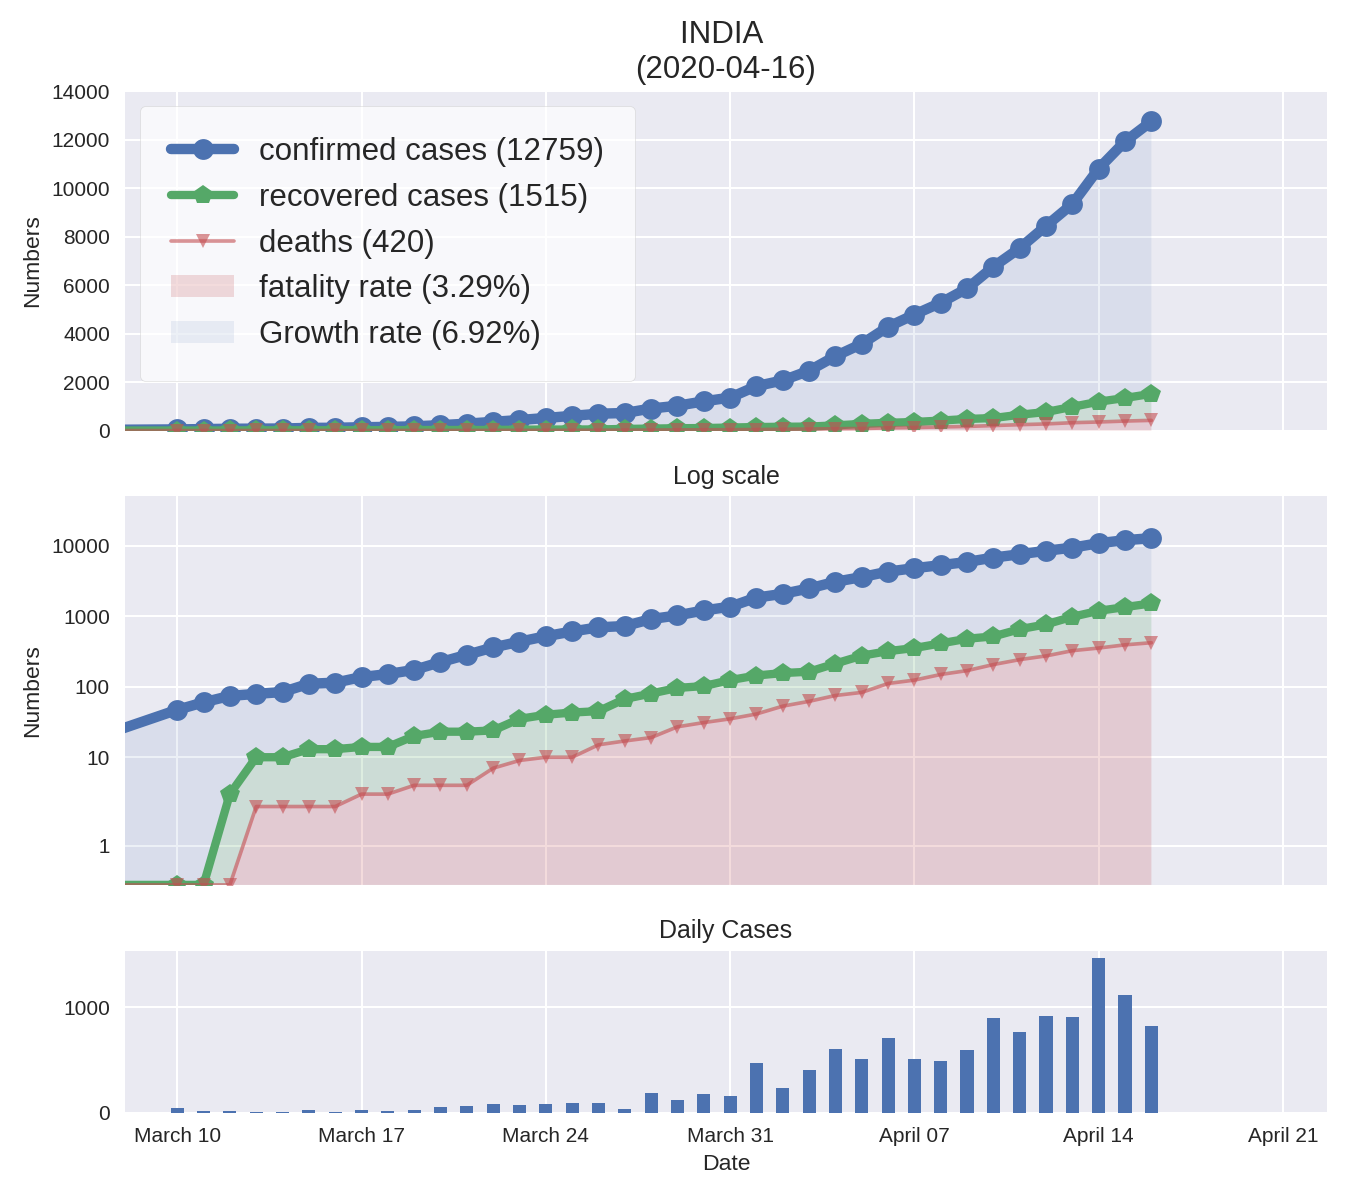 INDIA
(2020-04-16)
14000
12000
10000
8000
6000
4000
2000
0
Numbers
confirmed cases (12759)
recovered cases (1515)
deaths (420)
fatality rate (3.29%)
Growth rate (6.92%)
Log scale
10000
1000
100
10
1
Numbers
Daily Cases
1000
0
March 10 March 17 March 24 March 31 April 07 April 14 April 21
Date